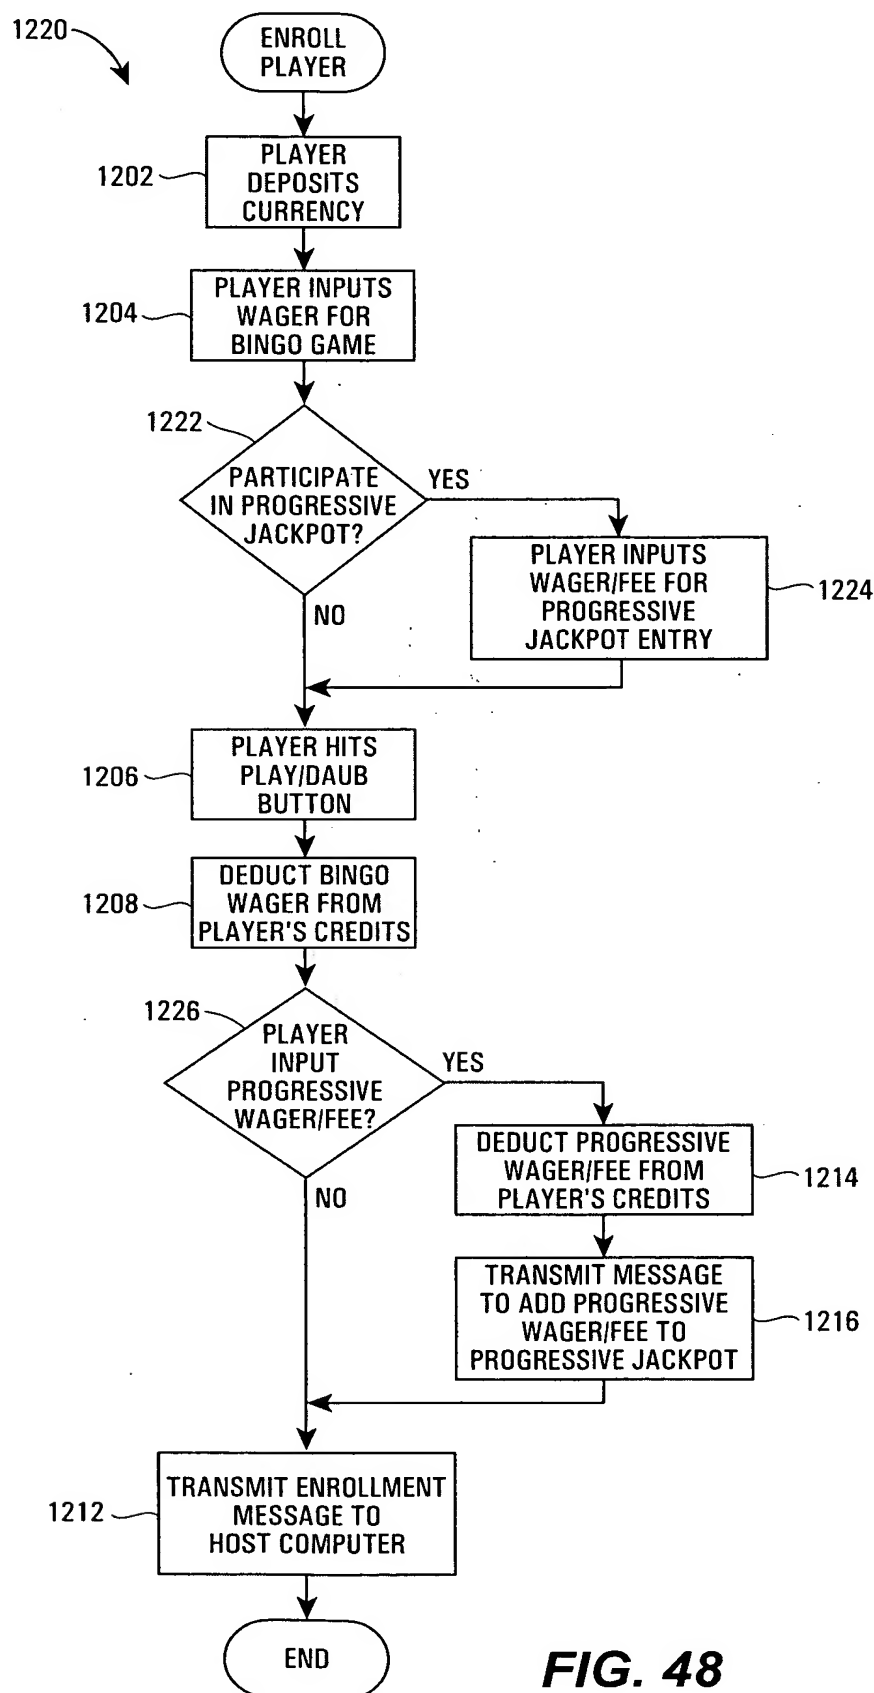 1220
ENROLL
PLAYER
1202
PLAYER
DEPOSITS
CURRENCY
1204
PLAYER INPUTS
WAGER FOR
BINGO GAME
1222
PARTICIPATE
IN PROGRESSIVE
JACKPOT?
YES
NO
PLAYER INPUTS
WAGER/FEE FOR
PROGRESSIVE
JACKPOT ENTRY
1224
1206
PLAYER HITS
PLAY/DAUB
BUTTON
1208
DEDUCT BINGO
WAGER FROM
PLAYER'S CREDITS
1226
PLAYER
INPUT
PROGRESSIVE
WAGER/FEE?
YES
NO
DEDUCT PROGRESSIVE
WAGER/FEE FROM
PLAYER'S CREDITS
1214
TRANSMIT MESSAGE
TO ADD PROGRESSIVE
WAGER/FEE TO
PROGRESSIVE JACKPOT
1216
1212
TRANSMIT ENROLLMENT
MESSAGE TO
HOST COMPUTER
END
FIG. 48